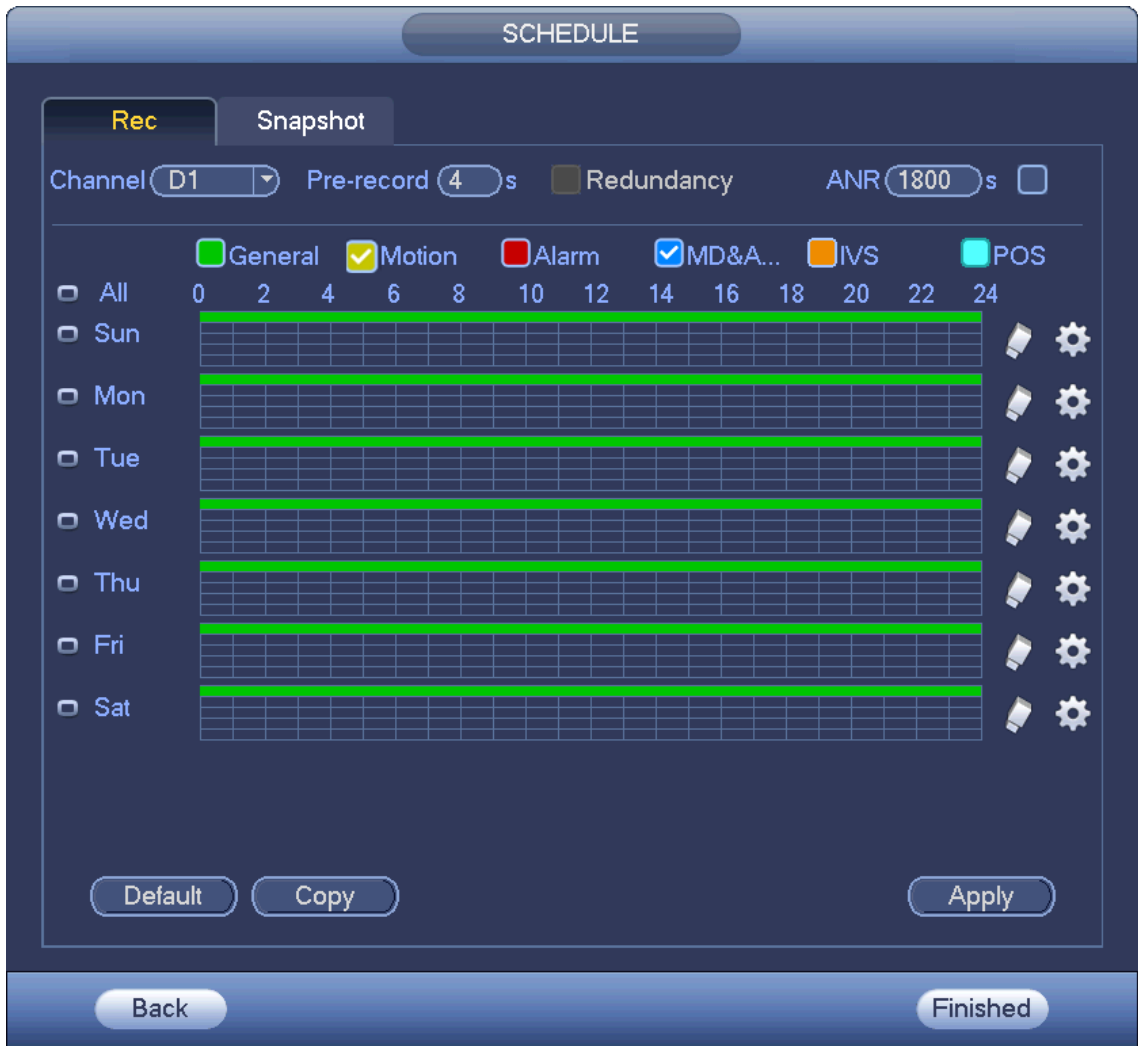 SCHEDULE
Rec Snapshot
Channel D1 Pre-record 4 s Redundancy ANR 1800 s
General Motion Alarm MD&A... IVS POS
All 0 2 4 6 8 10 12 14 16 18 20 22 24
Sun
Mon
Tue
Wed
Thu
Fri
Sat
Default Copy Apply
Back Finished